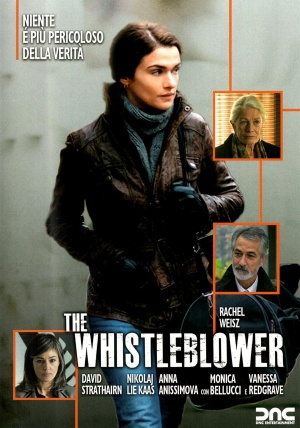 NIENTE
È PIÙ PERICOLOSO
DELLA VERITÀ
RACHEL
WEISZ
THE
WHISTLEBLOWER
DAVID STRATHAIRN NIKOLAJ LIE KAAS ANNA ANISSIMOVA CON MONICA BELLUCCI E VANESSA REDGRAVE
DNC
DNC ENTERTAINMENT